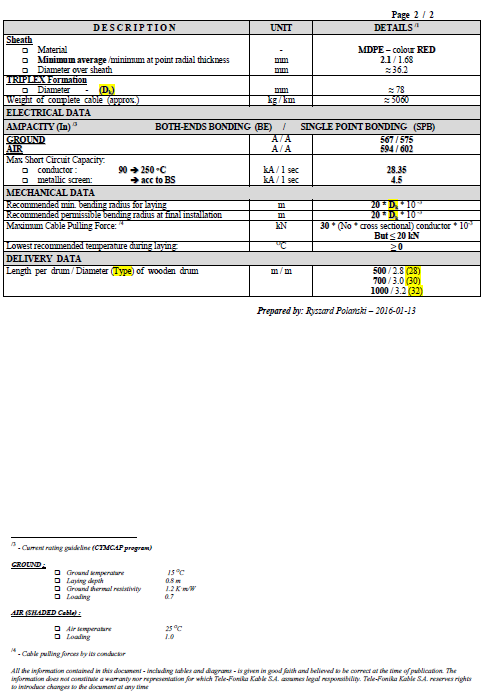 Page 2 / 2
DESCRIPTION UNIT DETAILS /1
Sheath
❑ Material - MDPE – colour RED
❑ Minimum average /minimum at point radial thickness mm 2.1 / 1.68
❑ Diameter over sheath mm ≈ 36.2
TRIPLEX Formation
❑ Diameter - (Dk) mm ≈ 78
Weight of complete cable (approx.) kg / km ≈ 5060
ELECTRICAL DATA
AMPACITY (In) /3 BOTH-ENDS BONDING (BE) / SINGLE POINT BONDING (SPB)
GROUND A / A 567 / 575
AIR A / A 594 / 602
Max Short Circuit Capacity:
❑ conductor : 90 ➔ 250 °C kA / 1 sec 28.35
❑ metallic screen: ➔ acc to BS kA / 1 sec 4.5
MECHANICAL DATA
Recommended min. bending radius for laying m 20 * Dk * 10 -3
Recommended permissible bending radius at final installation m 20 * Dk * 10 -3
Maximum Cable Pulling Force: /4 kN 30 * (No * cross sectional) conductor * 10-3
But ≤ 20 kN
Lowest recommended temperature during laying: °C ≥ 0
DELIVERY DATA
Length per drum / Diameter (Type) of wooden drum m / m 500 / 2.8 (28)
700 / 3.0 (30)
1000 / 3.2 (32)
Prepared by: Ryszard Polanski – 2016-01-13
/3 - Current rating guideline (CYMCAP program)
GROUND :
❑ Ground temperature 15 °C
❑ Laying depth 0.8 m
❑ Ground thermal resistivity 1.2 K m/W
❑ Loading 0.7
AIR (SHADED Cable) :
❑ Air temperature 25 °C
❑ Loading 1.0
/4 - Cable pulling forces by its conductor
All the information contained in this document - including tables and diagrams - is given in good faith and believed to be correct at the time of publication. The
information does not constitute a warranty nor representation for which Tele-Fonika Kable S.A. assumes legal responsibility. Tele-Fonika Kable S.A. reserves rights
to introduce changes to the document at any time